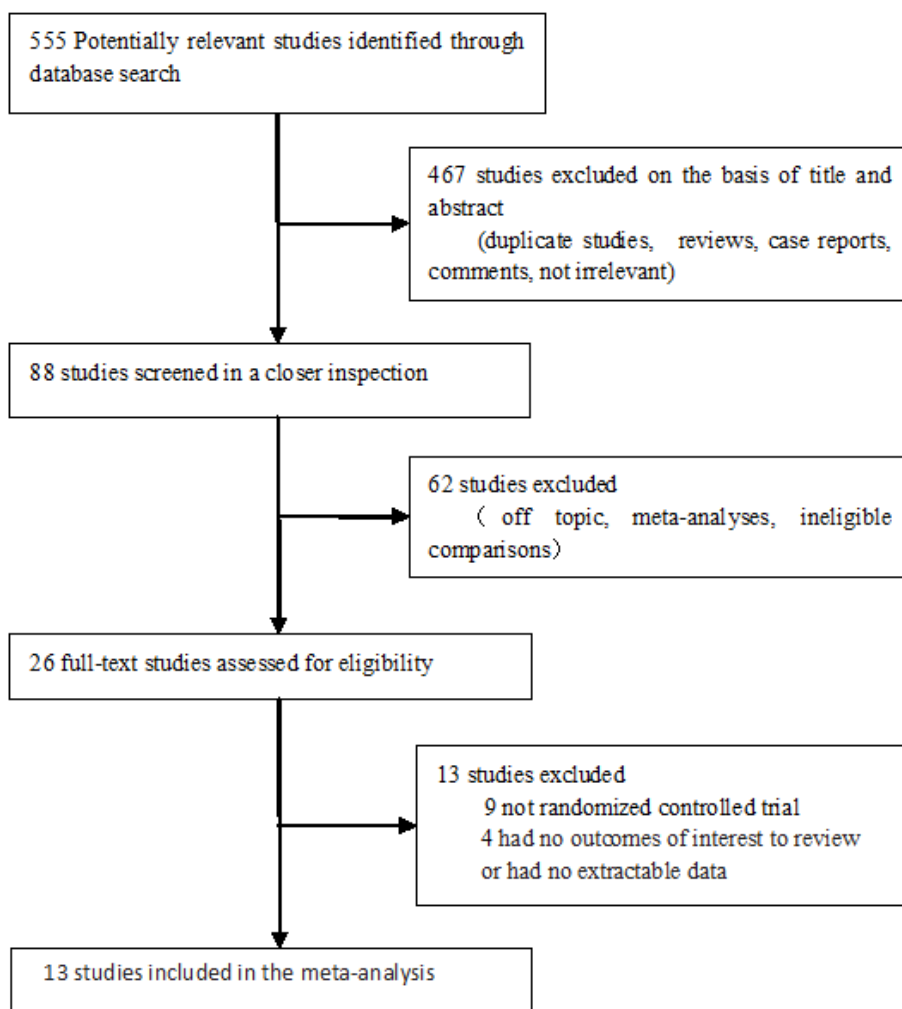 555 Potentially relevant studies identified through
database search
467 studies excluded on the basis of title and
abstract
(duplicate studies, reviews, case reports,
comments, not irrelevant)
88 studies screened in a closer inspection
62 studies excluded
（ off topic, meta-analyses, ineligible
comparisons）
26 full-text studies assessed for eligibility
13 studies excluded
9 not randomized controlled trial
4 had no outcomes of interest to review
or had no extractable data
13 studies included in the meta-analysis